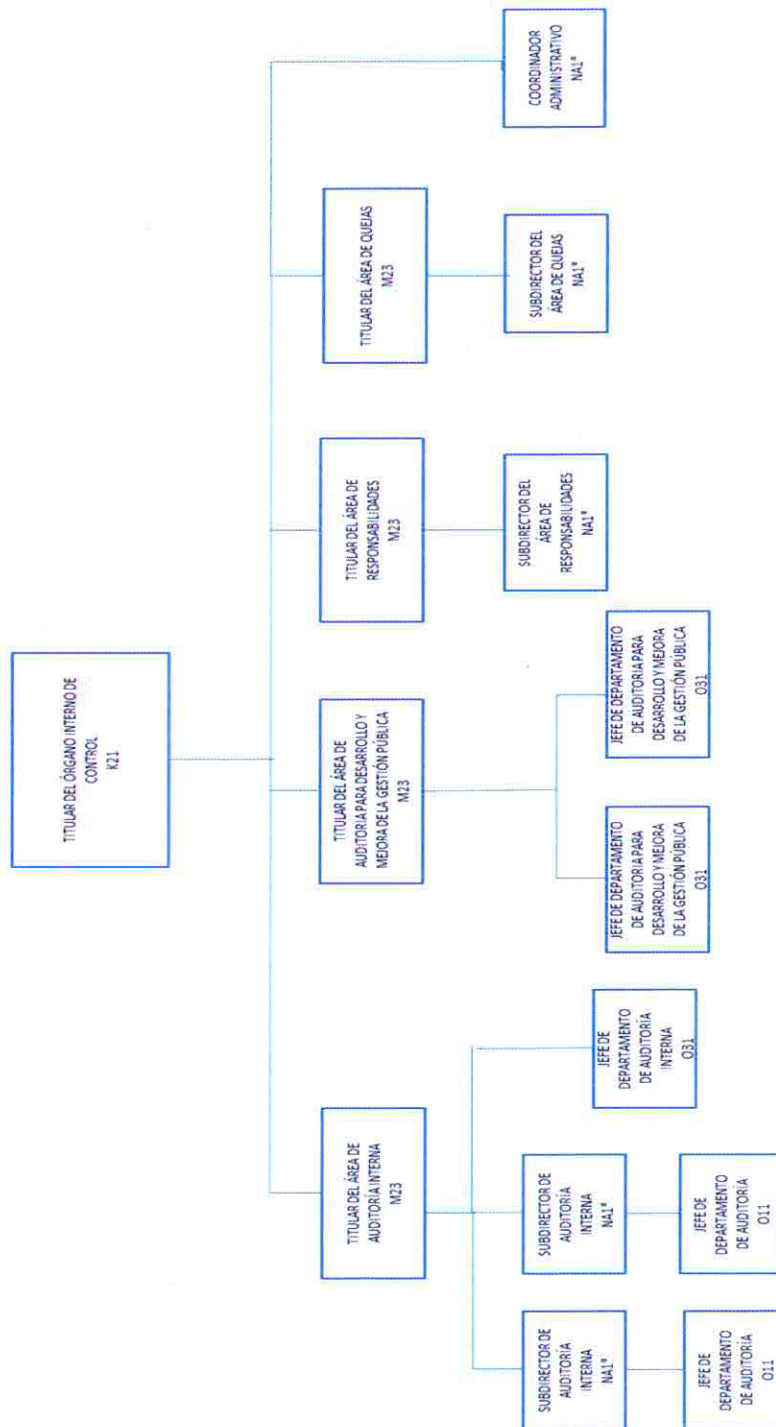 TITULAR DEL ÓRGANO INTERNO DE
CONTROL
K21
TITULAR DEL ÁREA DE
AUDITORÍA INTERNA
M23
TITULAR DEL ÁREA DE
AUDITORIA PARA DESARROLLO Y
MEJORA DE LA GESTIÓN PÚBLICA
M23
TITULAR DEL ÁREA DE
RESPONSABILIDADES
M23
TITULAR DEL ÁREA DE QUEJAS
M23
SUBDIRECTOR DE
AUDITORÍA
INTERNA
NA1*
SUBDIRECTOR DE
AUDITORÍA
INTERNA
NA1*
JEFE DE
DEPARTAMENTO
DE AUDITORÍA
INTERNA
O31
JEFE DE DEPARTAMENTO
DE AUDITORIA PARA
DESARROLLO Y MEJORA
DE LA GESTIÓN PÚBLICA
O31
JEFE DE DEPARTAMENTO
DE AUDITORIA PARA
DESARROLLO Y MEJORA
DE LA GESTIÓN PÚBLICA
O31
SUBDIRECTOR DEL
ÁREA DE
RESPONSABILIDADES
NA1*
SUBDIRECTOR DEL
ÁREA DE QUEJAS
NA1*
COORDINADOR
ADMINISTRATIVO
NA1*
JEFE DE
DEPARTAMENTO
DE AUDITORÍA
O11
JEFE DE
DEPARTAMENTO
DE AUDITORÍA
O11